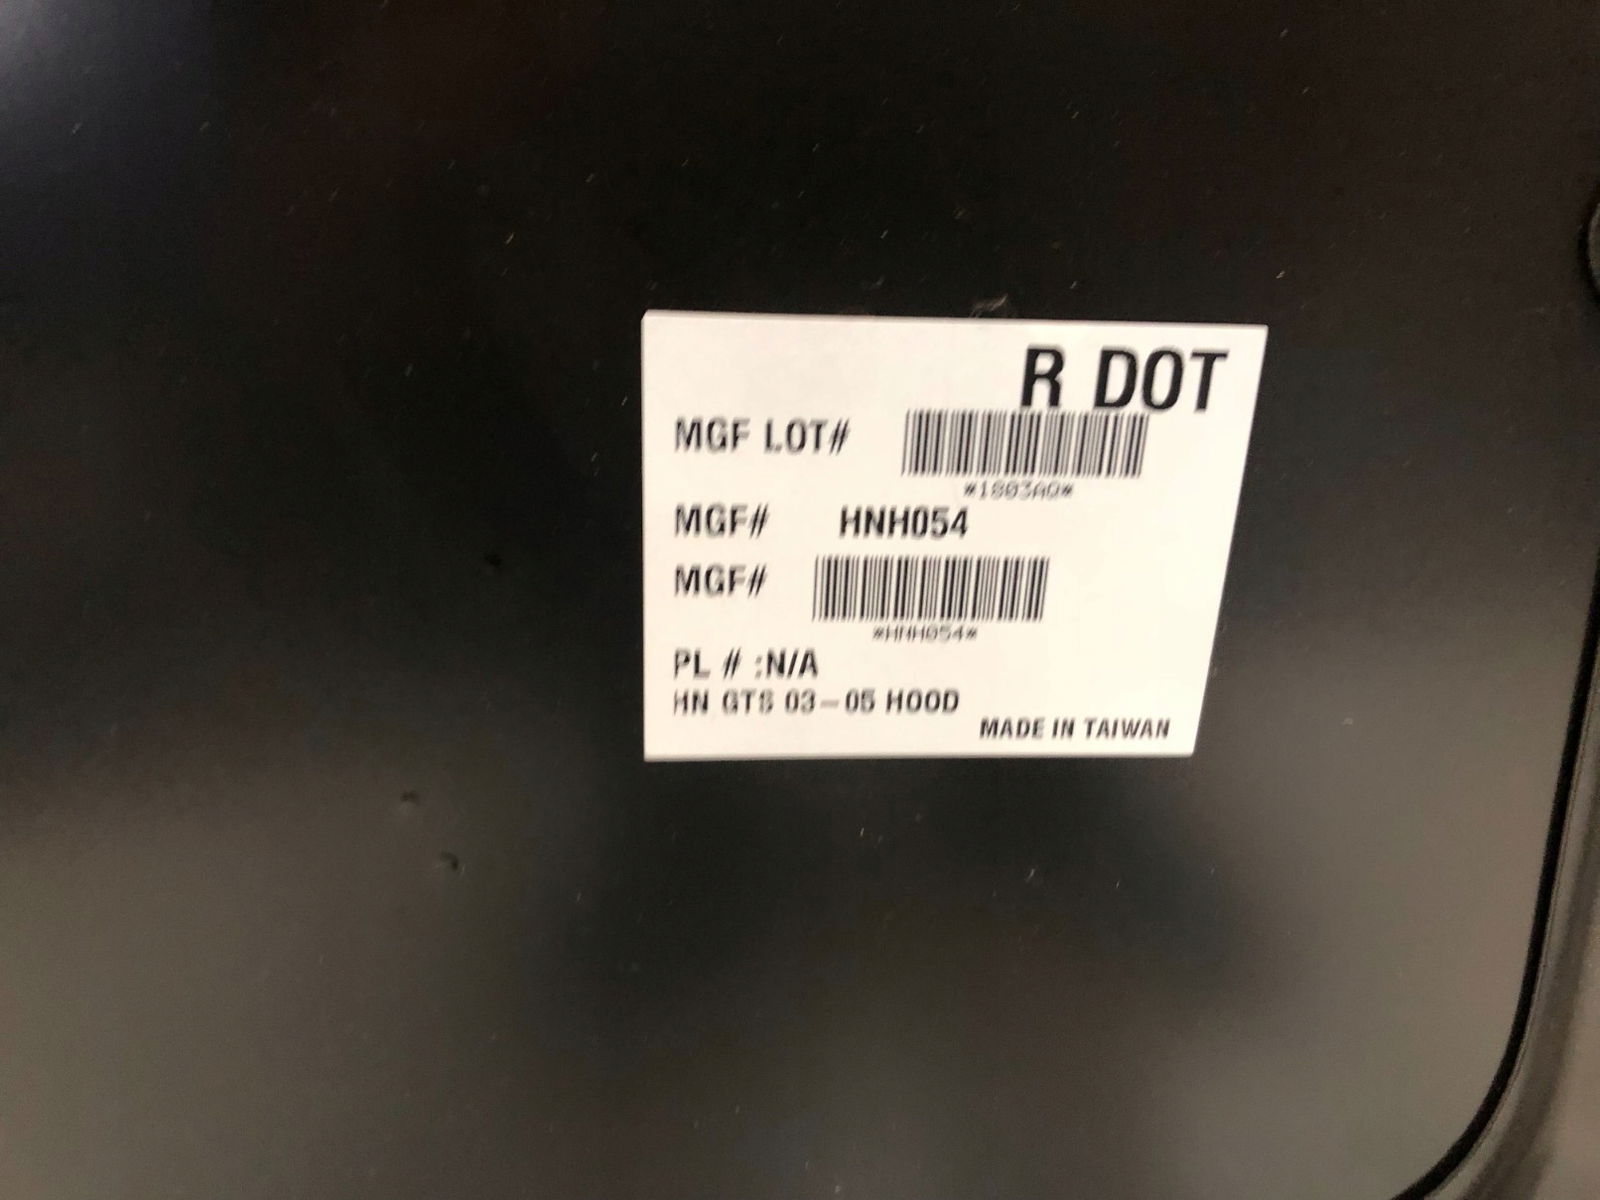 R DOT
MGF LOT#
*1803A0*
MGF# HNH054
MGF#
*HNH054*
PL # :N/A
HN GTS 03-05 HOOD
MADE IN TAIWAN